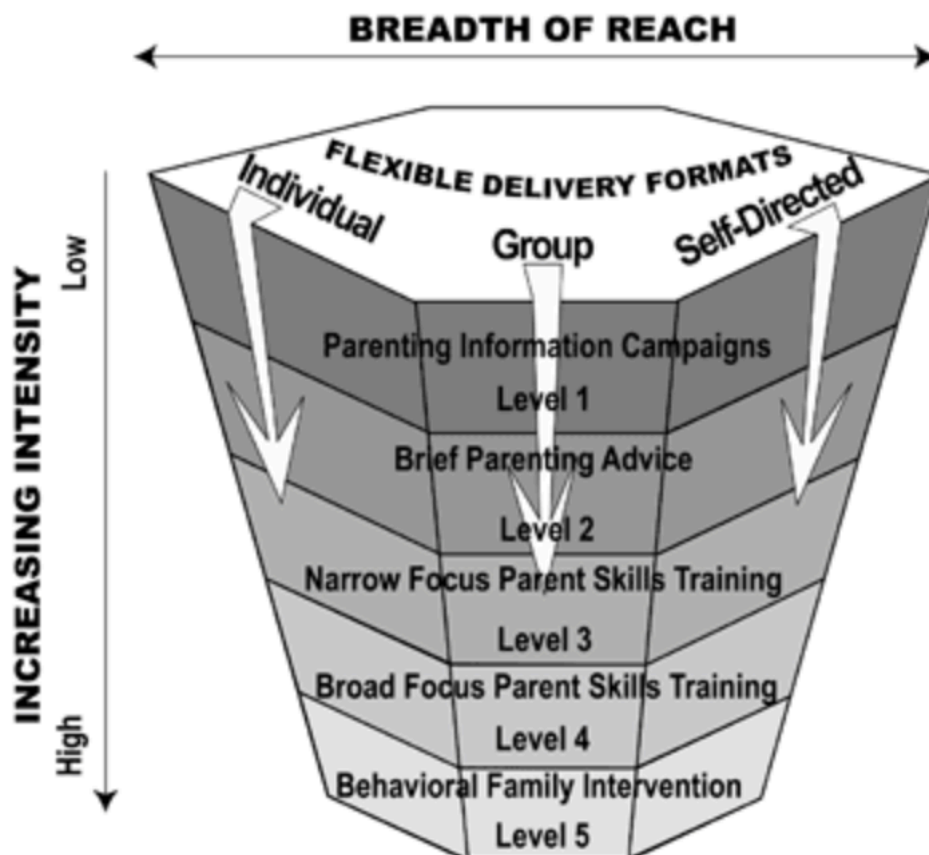 BREADTH OF REACH
FLEXIBLE DELIVERY FORMATS
Individual
Group
Self-Directed
INCREASING INTENSITY
Low
High
Parenting Information Campaigns
Level 1
Brief Parenting Advice
Level 2
Narrow Focus Parent Skills Training
Level 3
Broad Focus Parent Skills Training
Level 4
Behavioral Family Intervention
Level 5